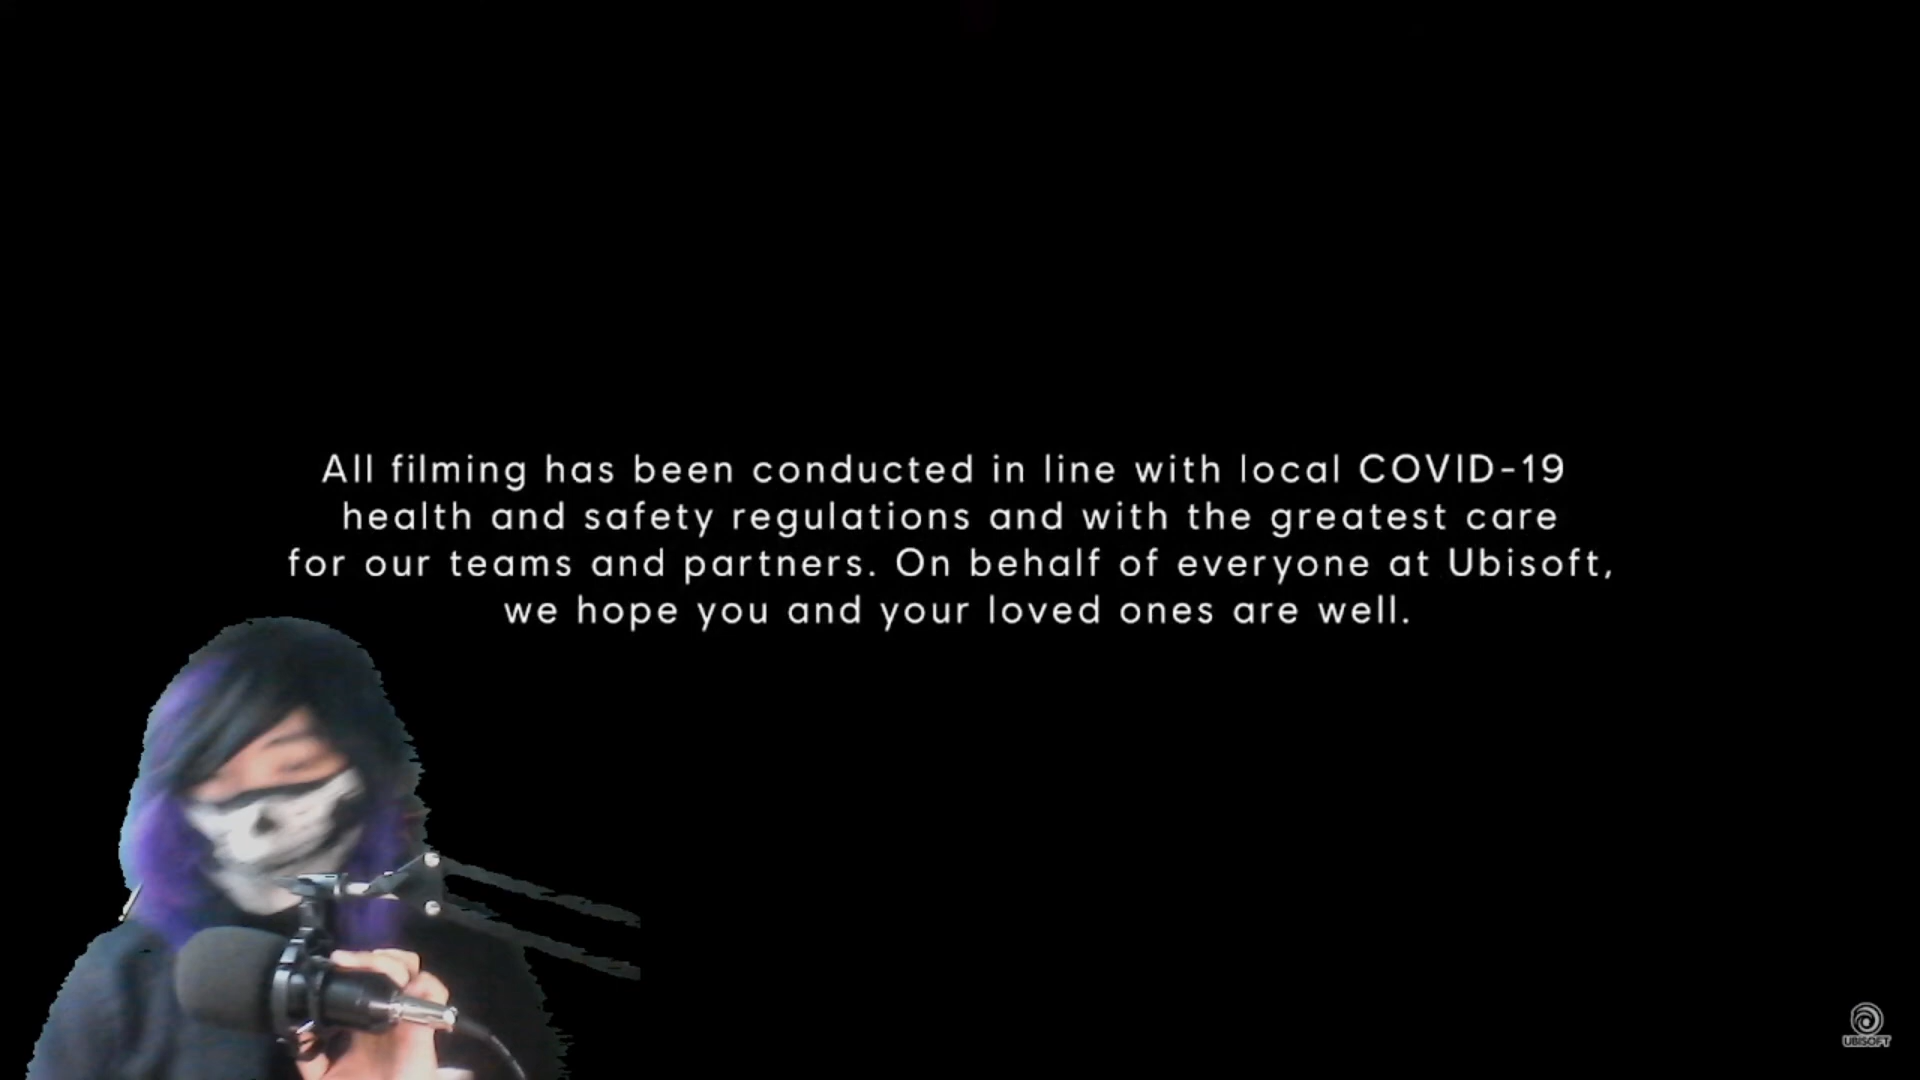 All filming has been conducted in line with local COVID-19
health and safety regulations and with the greatest care
for our teams and partners. On behalf of everyone at Ubisoft,
we hope you and your loved ones are well.
UBISOFT